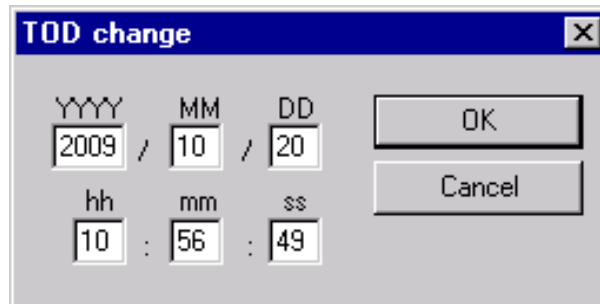 TOD change
YYYY MM DD
2009 / 10 / 20
hh mm ss
10 : 56 : 49
OK
Cancel